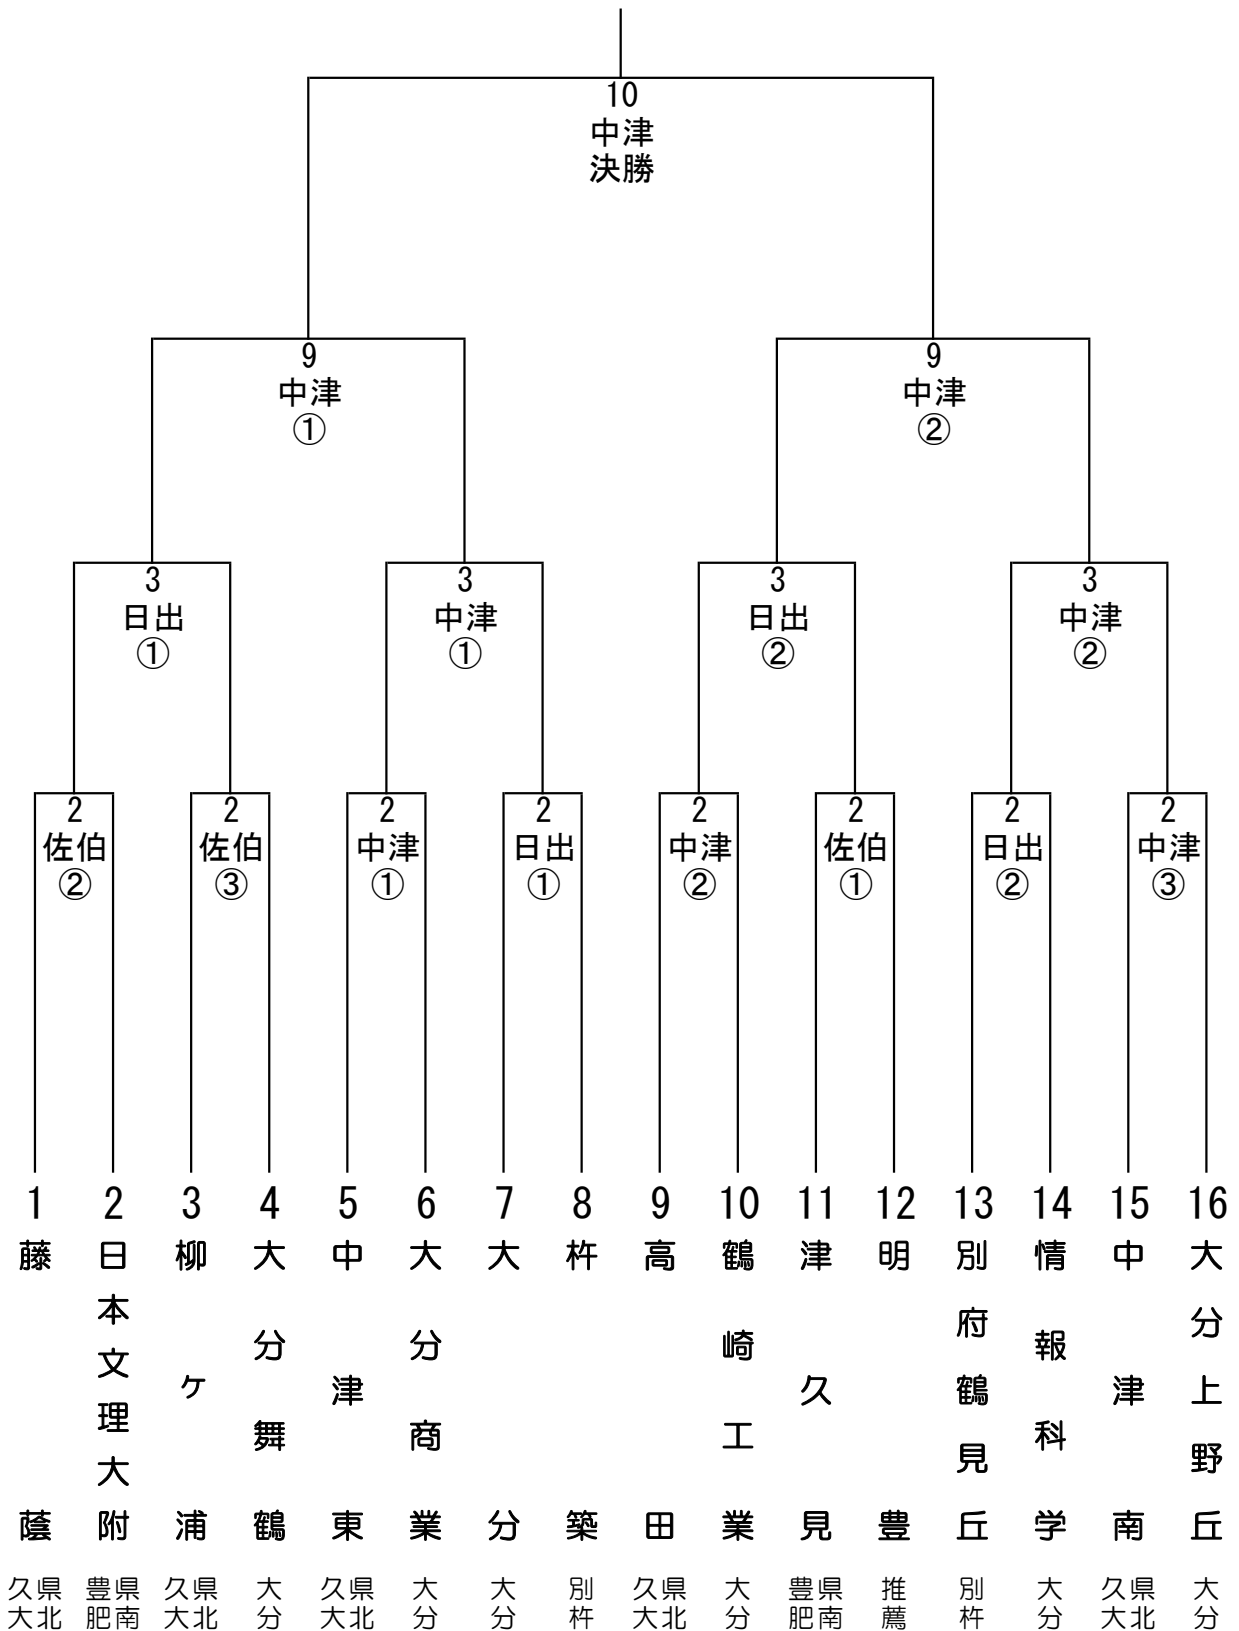 10
中津
決勝
9
中津
①
9
中津
②
3
日出
①
3
中津
①
3
日出
②
3
中津
②
2
佐伯
②
2
佐伯
③
2
中津
①
2
日出
①
2
中津
②
2
佐伯
①
2
日出
②
2
中津
③
1
藤蔭
県北
久大
2
日本文理大附
県南
豊肥
3
柳ケ浦
県北
久大
4
大分舞鶴
大分
5
中津東
県北
久大
6
大分商業
大分
7
大分
大分
8
杵築
別杵
9
高田
県北
久大
10
鶴崎工業
大分
11
津久見
県南
豊肥
12
明豊
推薦
13
別府鶴見丘
別杵
14
情報科学
大分
15
中津南
県北
久大
16
大分上野丘
大分